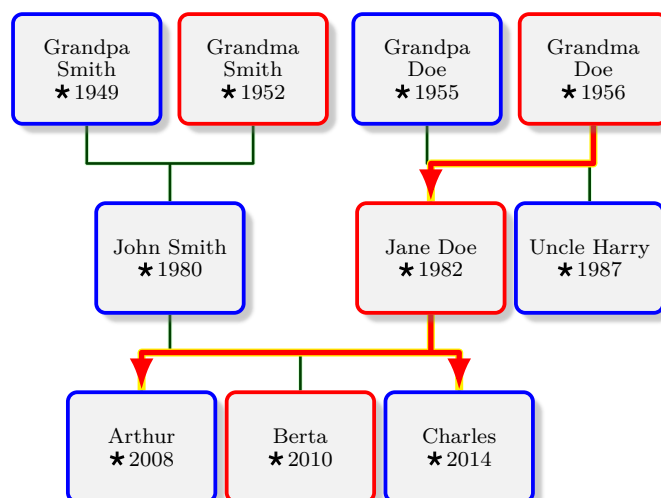 Grandpa
Smith
★ 1949
Grandma
Smith
★ 1952
Grandpa
Doe
★ 1955
Grandma
Doe
★ 1956
John Smith
★ 1980
Jane Doe
★ 1982
Uncle Harry
★ 1987
Arthur
★ 2008
Berta
★ 2010
Charles
★ 2014